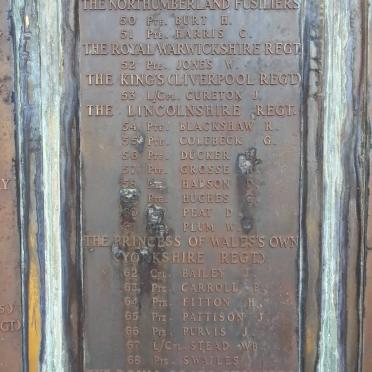 THE NORTHUMBERLAND FUSILIERS
50 Pte. BURT H.
51 Pte. HARRIS C.
THE ROYAL WARWICKSHIRE REGT.
52 Pte. JONES W.
THE KING'S (LIVERPOOL REGT)
53 L/Cpl. CURETON J.
THE LINCOLNSHIRE REGT.
54 Pte. BLACKSHAW R.
55 Pte. COLEBECK G.
56 Pte. DUCKER
57 Pte. GROSSE
Pte. HADSON
Pte. HUGHES
PEAT D
PLUM W
THE PRINCESS OF WALES'S OWN
(YORKSHIRE REGT)
62 Cpl. BAILEY J.
63 Pte. CARROLL P.
64 Pte. FITTON H.
65 Pte. PATTISON J.
66 Pte. PURVIS J.
67 L/Cpl. STEAD WB.
68 Pte. SWALES